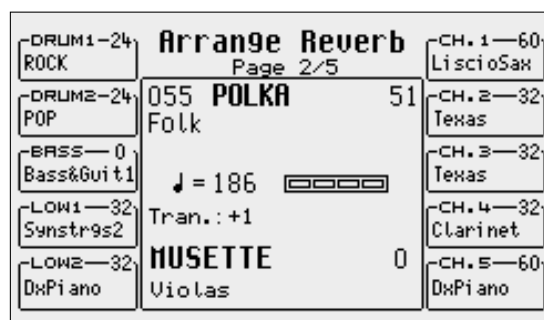 DRUM1 24
ROCK
DRUM2 24
POP
BASS 0
Bass&Guit1
LOW1 32
Synstrgs2
LOW2 32
DxPiano
Arrange Reverb
Page 2/5
055 POLKA 51
Folk
♩= 186
Tran.:+1
MUSETTE 0
Violas
CH.1 60
LiscioSax
CH.2 32
Texas
CH.3 32
Texas
CH.4 32
Clarinet
CH.5 60
DxPiano